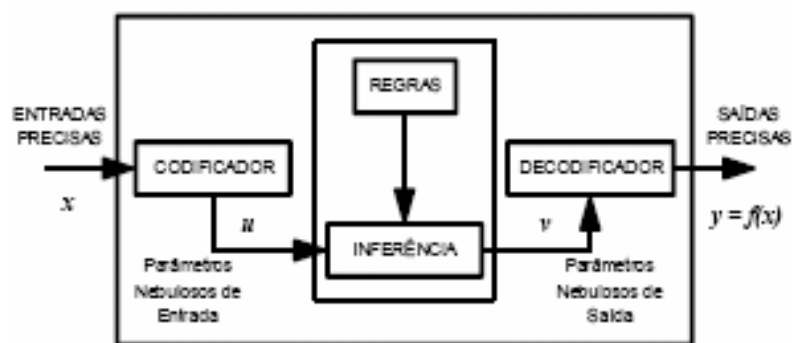 REGRAS
ENTRADAS
PRECISAS
x
CODIFICADOR
u
Parâmetros
Nebulosos de
Entrada
INFERÊNCIA
v
DECODIFICADOR
Parâmetros
Nebulosos de
Saída
SAÍDAS
PRECISAS
y = f(x)